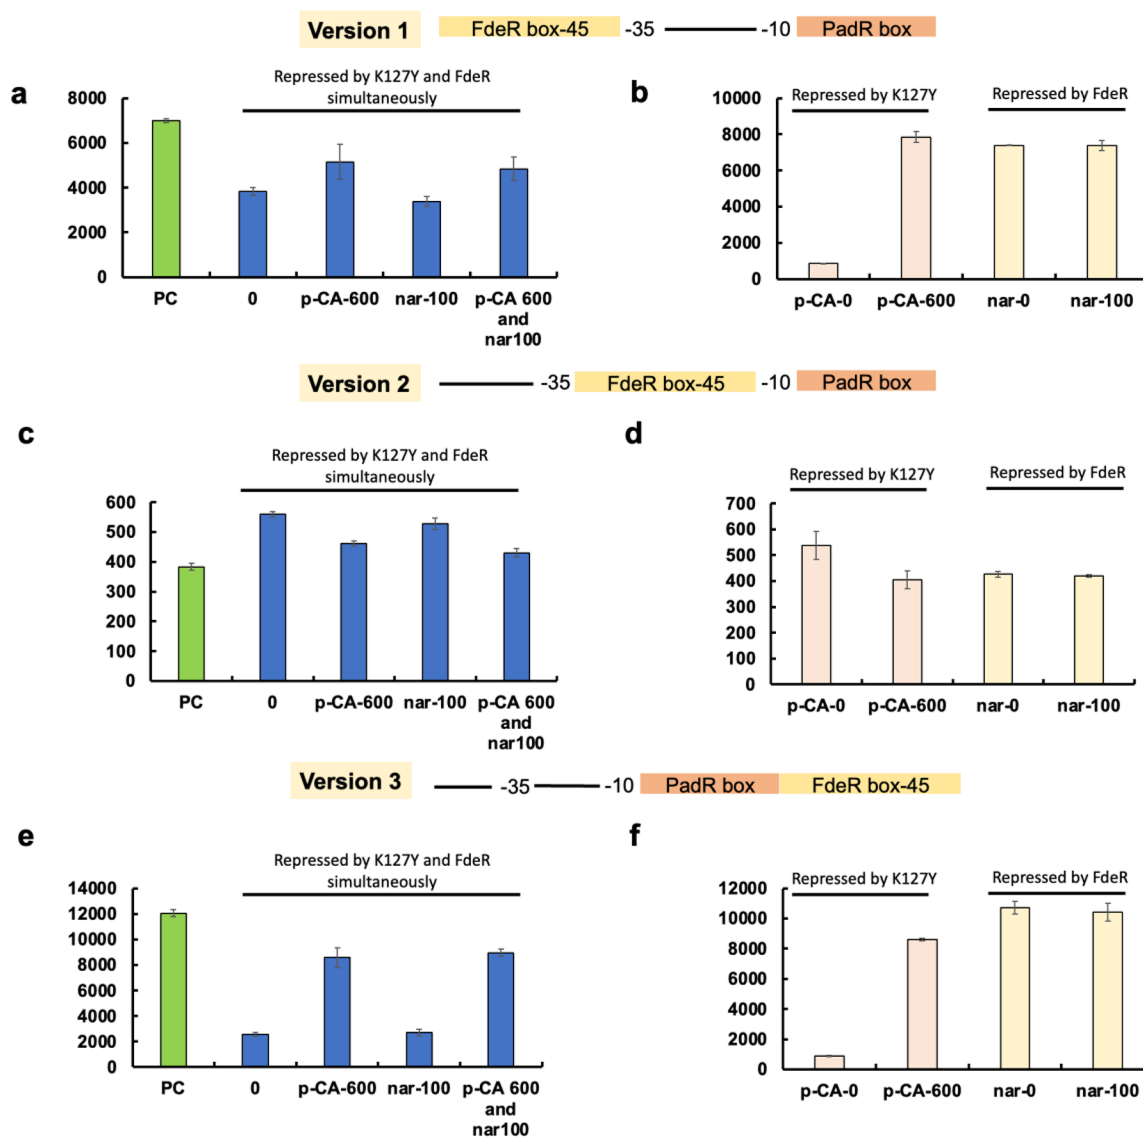 Version 1
FdeR box-45 -35 -10 PadR box
a
Repressed by K127Y and FdeR
simultaneously
8000
6000
4000
2000
0
PC 0 p-CA-600 nar-100 p-CA 600
and
nar100
b
Repressed by K127Y Repressed by FdeR
10000
8000
6000
4000
2000
0
p-CA-0 p-CA-600 nar-0 nar-100
Version 2
-35 FdeR box-45 -10 PadR box
c
Repressed by K127Y and FdeR
simultaneously
600
500
400
300
200
100
0
PC 0 p-CA-600 nar-100 p-CA 600
and
nar100
d
Repressed by K127Y Repressed by FdeR
700
600
500
400
300
200
100
0
p-CA-0 p-CA-600 nar-0 nar-100
Version 3
-35 -10 PadR box FdeR box-45
e
Repressed by K127Y and FdeR
simultaneously
14000
12000
10000
8000
6000
4000
2000
0
PC 0 p-CA-600 nar-100 p-CA 600
and
nar100
f
Repressed by K127Y Repressed by FdeR
12000
10000
8000
6000
4000
2000
0
p-CA-0 p-CA-600 nar-0 nar-100